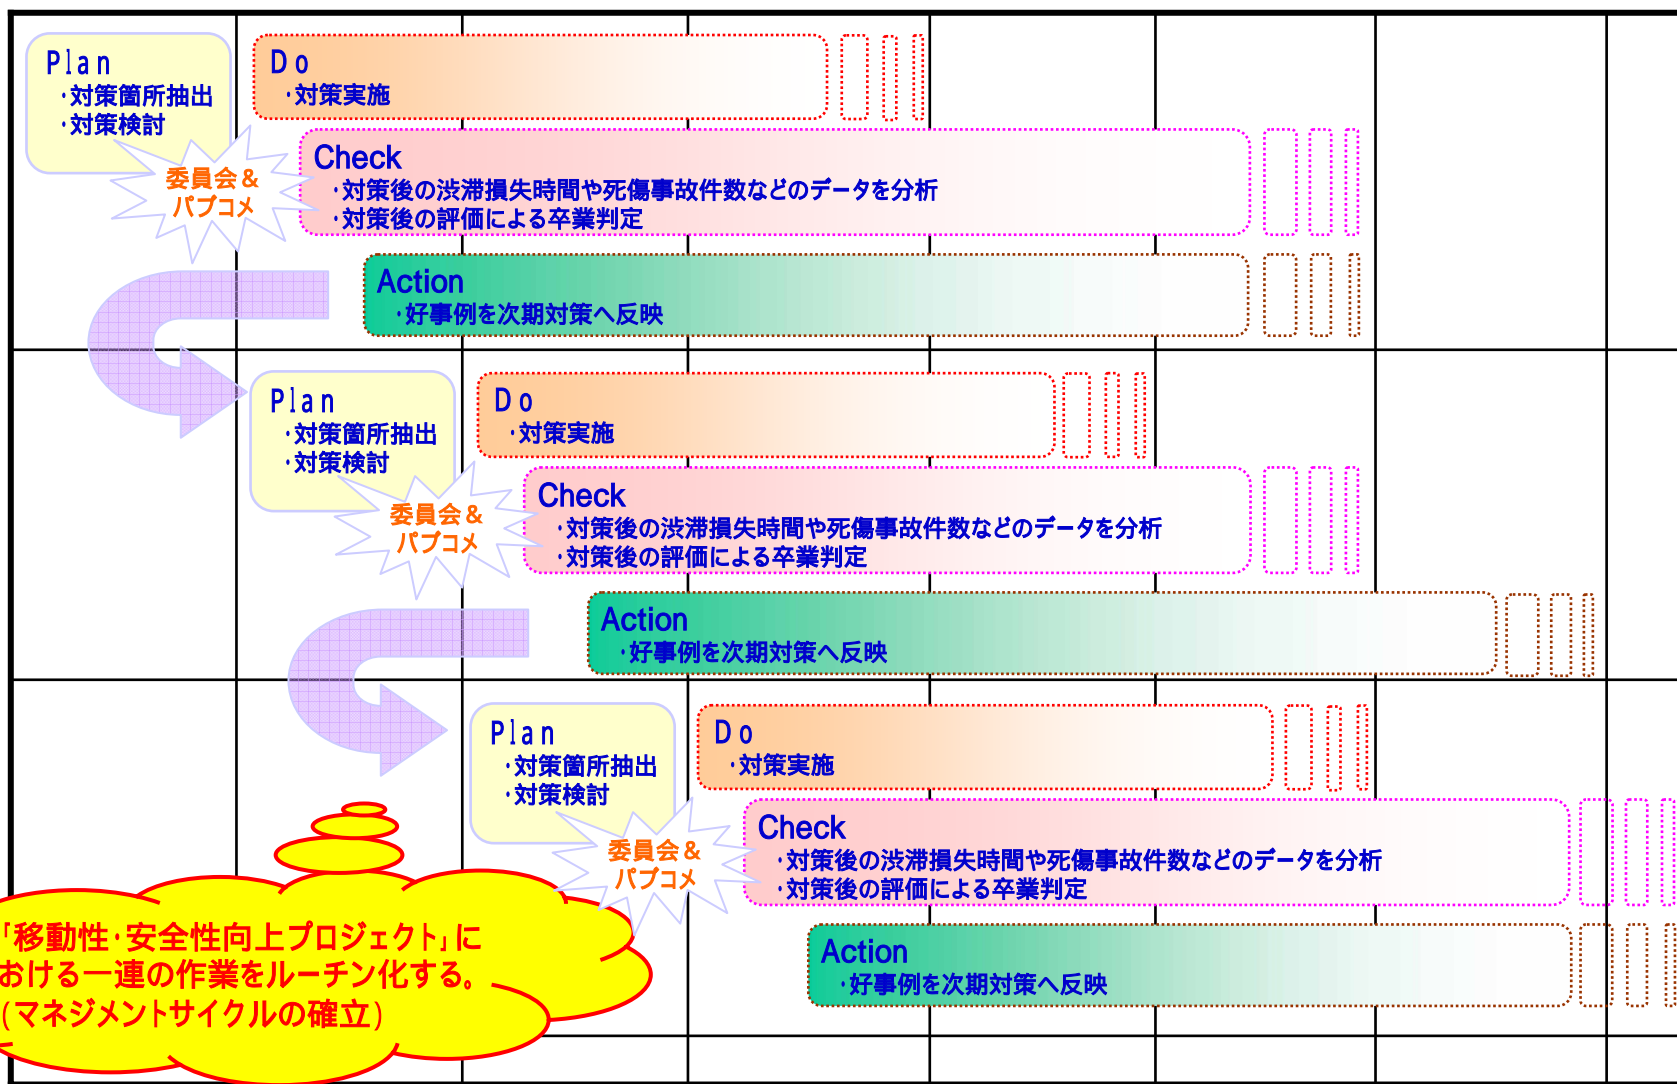 Plan
・対策箇所抽出
・対策検討
委員会＆
パブコメ
Do
・対策実施
Check
・対策後の渋滞損失時間や死傷事故件数などのデータを分析
・対策後の評価による卒業判定
Action
・好事例を次期対策へ反映
Plan
・対策箇所抽出
・対策検討
委員会＆
パブコメ
Do
・対策実施
Check
・対策後の渋滞損失時間や死傷事故件数などのデータを分析
・対策後の評価による卒業判定
Action
・好事例を次期対策へ反映
Plan
・対策箇所抽出
・対策検討
委員会＆
パブコメ
Do
・対策実施
Check
・対策後の渋滞損失時間や死傷事故件数などのデータを分析
・対策後の評価による卒業判定
Action
・好事例を次期対策へ反映
「移動性・安全性向上プロジェクト」に
おける一連の作業をルーチン化する。
(マネジメントサイクルの確立)